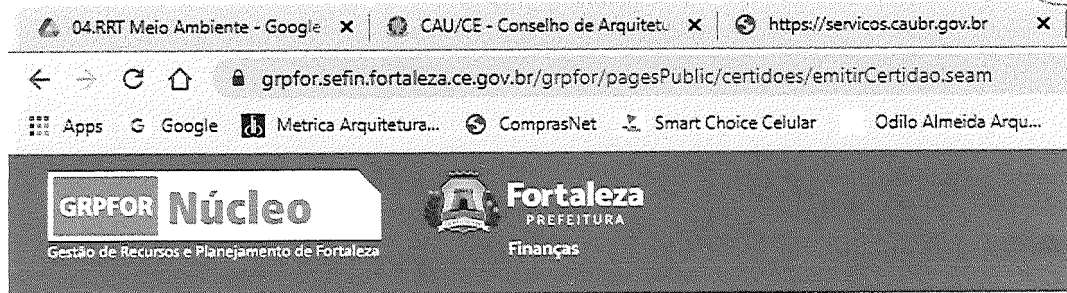 04.RRT Meio Ambiente - Google
CAU/CE - Conselho de Arquitetu
https://servicos.caubr.gov.br
grpfor.sefin.fortaleza.ce.gov.br/grpfor/pagesPublic/certidoes/emitirCertidao.seam
Apps G Google Metrica Arquitetura... ComprasNet Smart Choice Celular Odilo Almeida Arqu...
GRPFOR Núcleo
Gestão de Recursos e Planejamento de Fortaleza
Fortaleza
PREFEITURA
Finanças